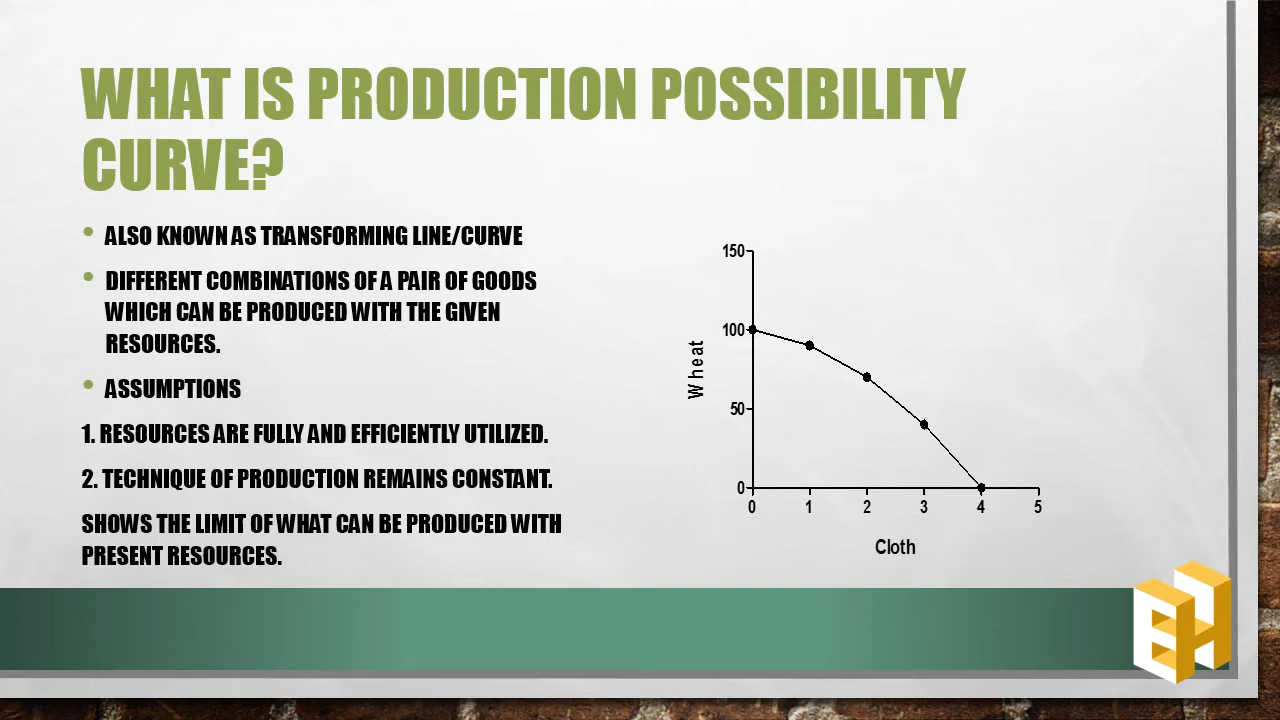 WHAT IS PRODUCTION POSSIBILITY
CURVE?
• ALSO KNOWN AS TRANSFORMING LINE/CURVE
• DIFFERENT COMBINATIONS OF A PAIR OF GOODS
WHICH CAN BE PRODUCED WITH THE GIVEN
RESOURCES.
• ASSUMPTIONS
1. RESOURCES ARE FULLY AND EFFICIENTLY UTILIZED.
2. TECHNIQUE OF PRODUCTION REMAINS CONSTANT.
SHOWS THE LIMIT OF WHAT CAN BE PRODUCED WITH
PRESENT RESOURCES.
150
100
50
0
Wheat
0 1 2 3 4 5
Cloth
EH